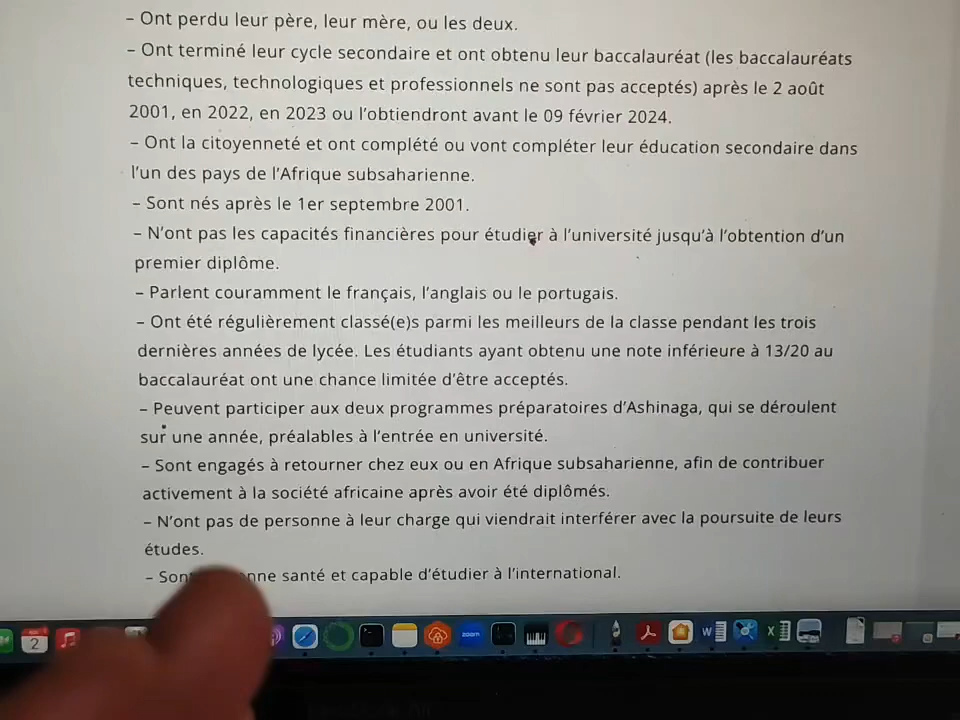 – Ont perdu leur père, leur mère, ou les deux.
– Ont terminé leur cycle secondaire et ont obtenu leur baccalauréat (les baccalauréats
techniques, technologiques et professionnels ne sont pas acceptés) après le 2 août
2001, en 2022, en 2023 ou l’obtiendront avant le 09 février 2024.
– Ont la citoyenneté et ont complété ou vont compléter leur éducation secondaire dans
l’un des pays de l’Afrique subsaharienne.
– Sont nés après le 1er septembre 2001.
– N’ont pas les capacités financières pour étudier à l’université jusqu’à l’obtention d’un
premier diplôme.
– Parlent couramment le français, l’anglais ou le portugais.
– Ont été régulièrement classé(e)s parmi les meilleurs de la classe pendant les trois
dernières années de lycée. Les étudiants ayant obtenu une note inférieure à 13/20 au
baccalauréat ont une chance limitée d’être acceptés.
– Peuvent participer aux deux programmes préparatoires d’Ashinaga, qui se déroulent
sur une année, préalables à l’entrée en université.
– Sont engagés à retourner chez eux ou en Afrique subsaharienne, afin de contribuer
activement à la société africaine après avoir été diplômés.
– N’ont pas de personne à leur charge qui viendrait interférer avec la poursuite de leurs
études.
– santé et capable d’étudier à l’international.
2 zoom W X